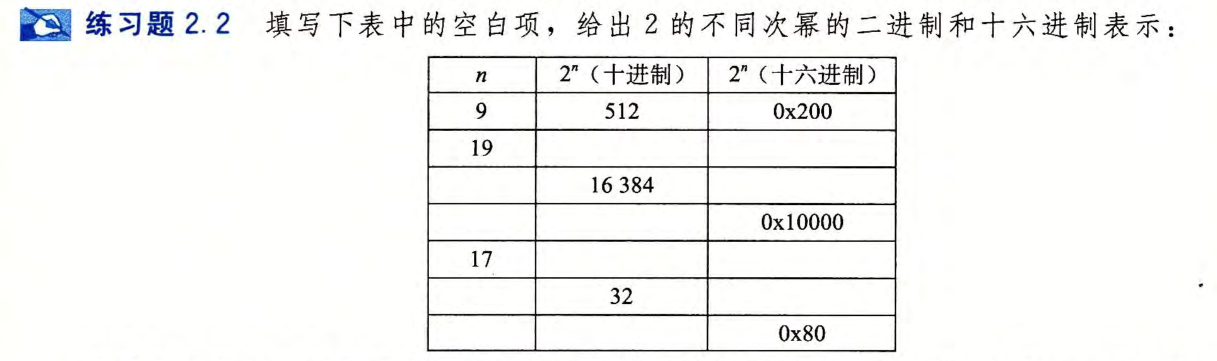 练习题 2.2 填写下表中的空白项，给出 2 的不同次幂的二进制和十六进制表示：
n 2ⁿ（十进制） 2ⁿ（十六进制）
9 512 0x200
19
16 384
0x10000
17
32
0x80